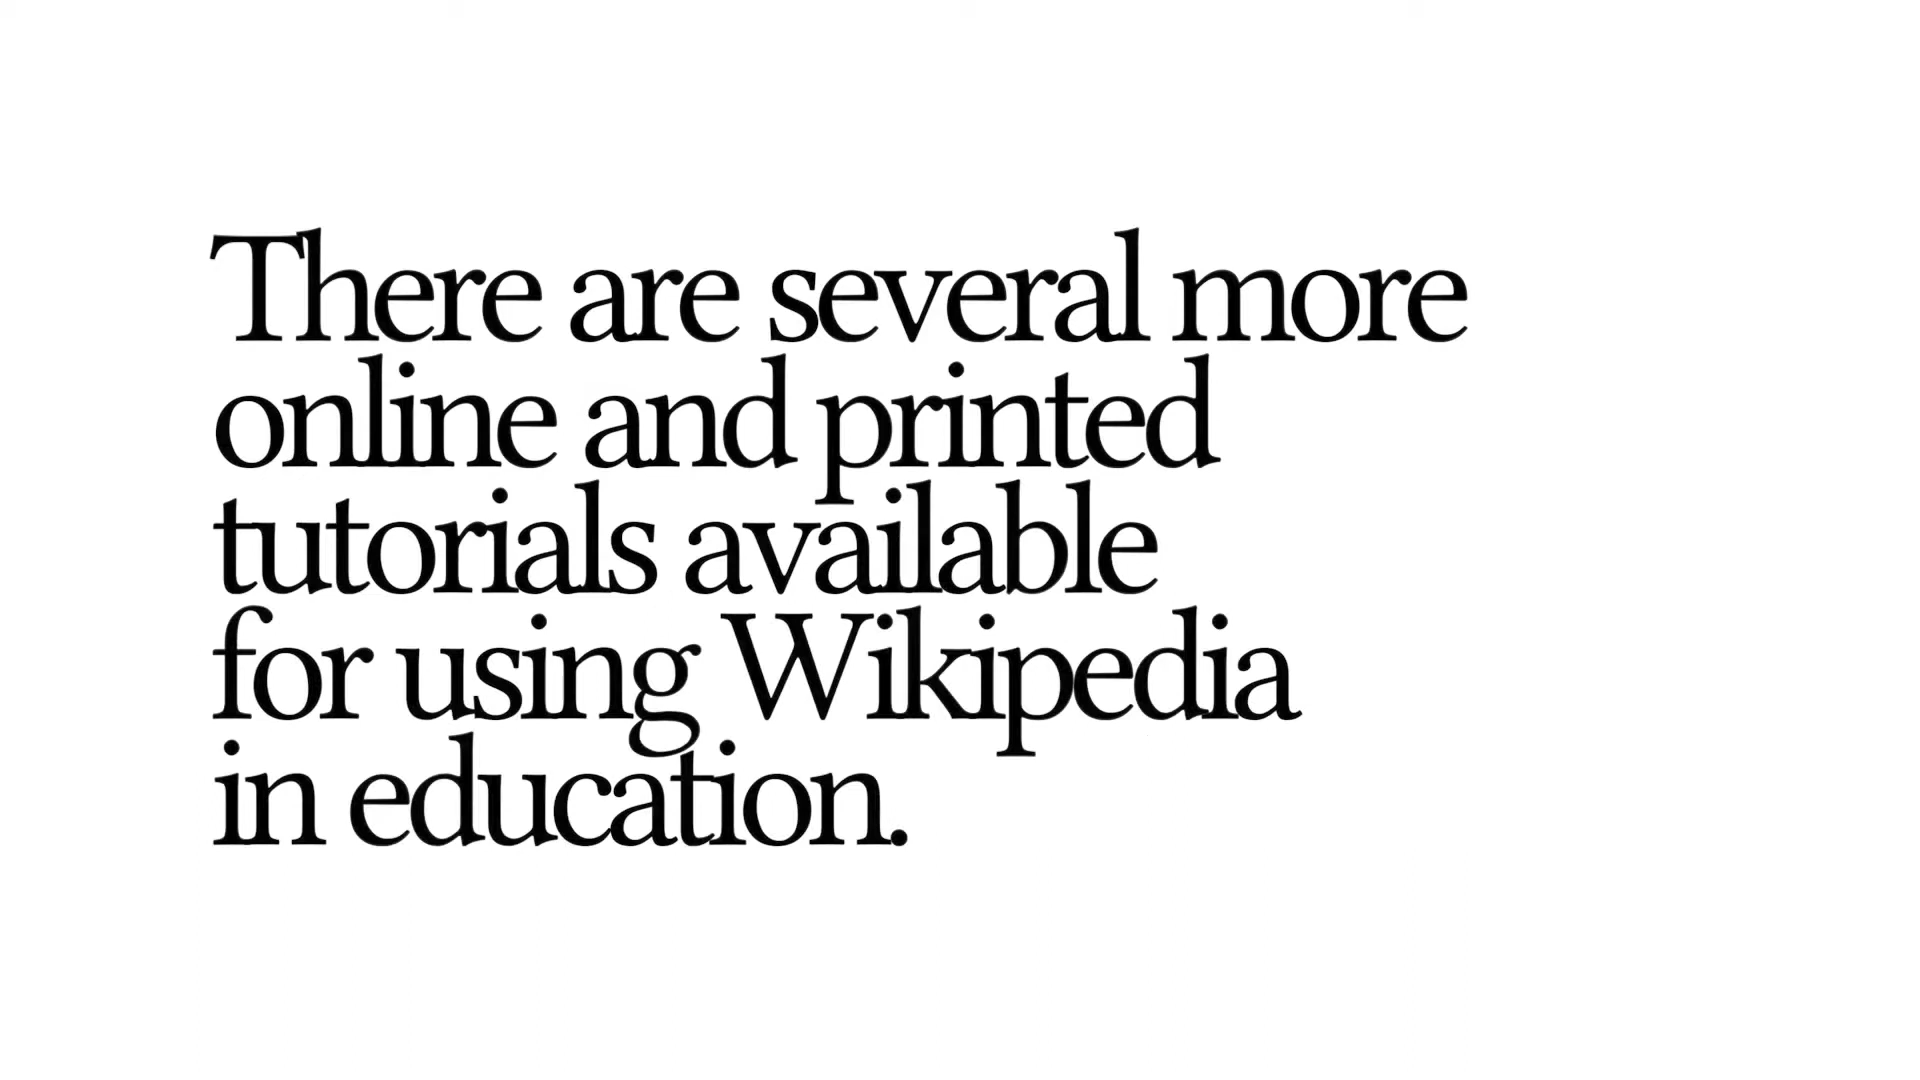 There are several more
online and printed
tutorials available
for using Wikipedia
in education.